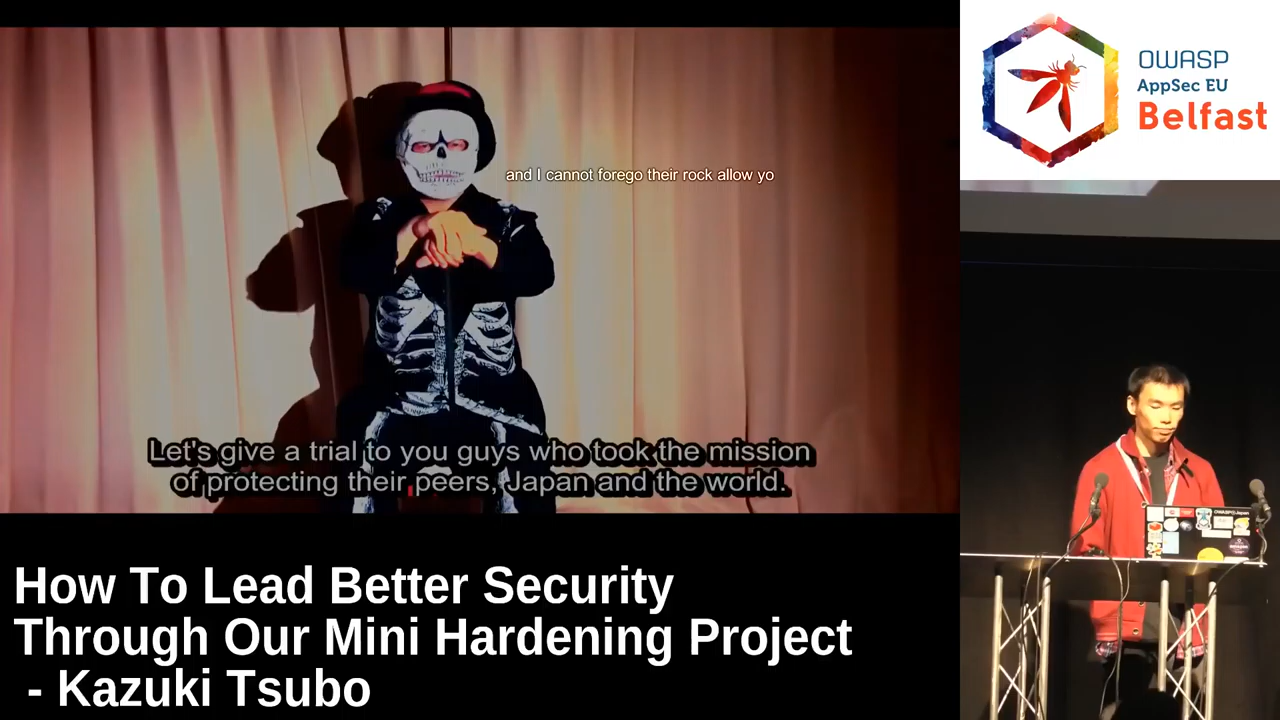 OWASP
AppSec EU
Belfast
and I cannot forego their rock allow yo
Let's give a trial to you guys who took the mission
of protecting their peers, Japan and the world.
How To Lead Better Security
Through Our Mini Hardening Project
- Kazuki Tsubo